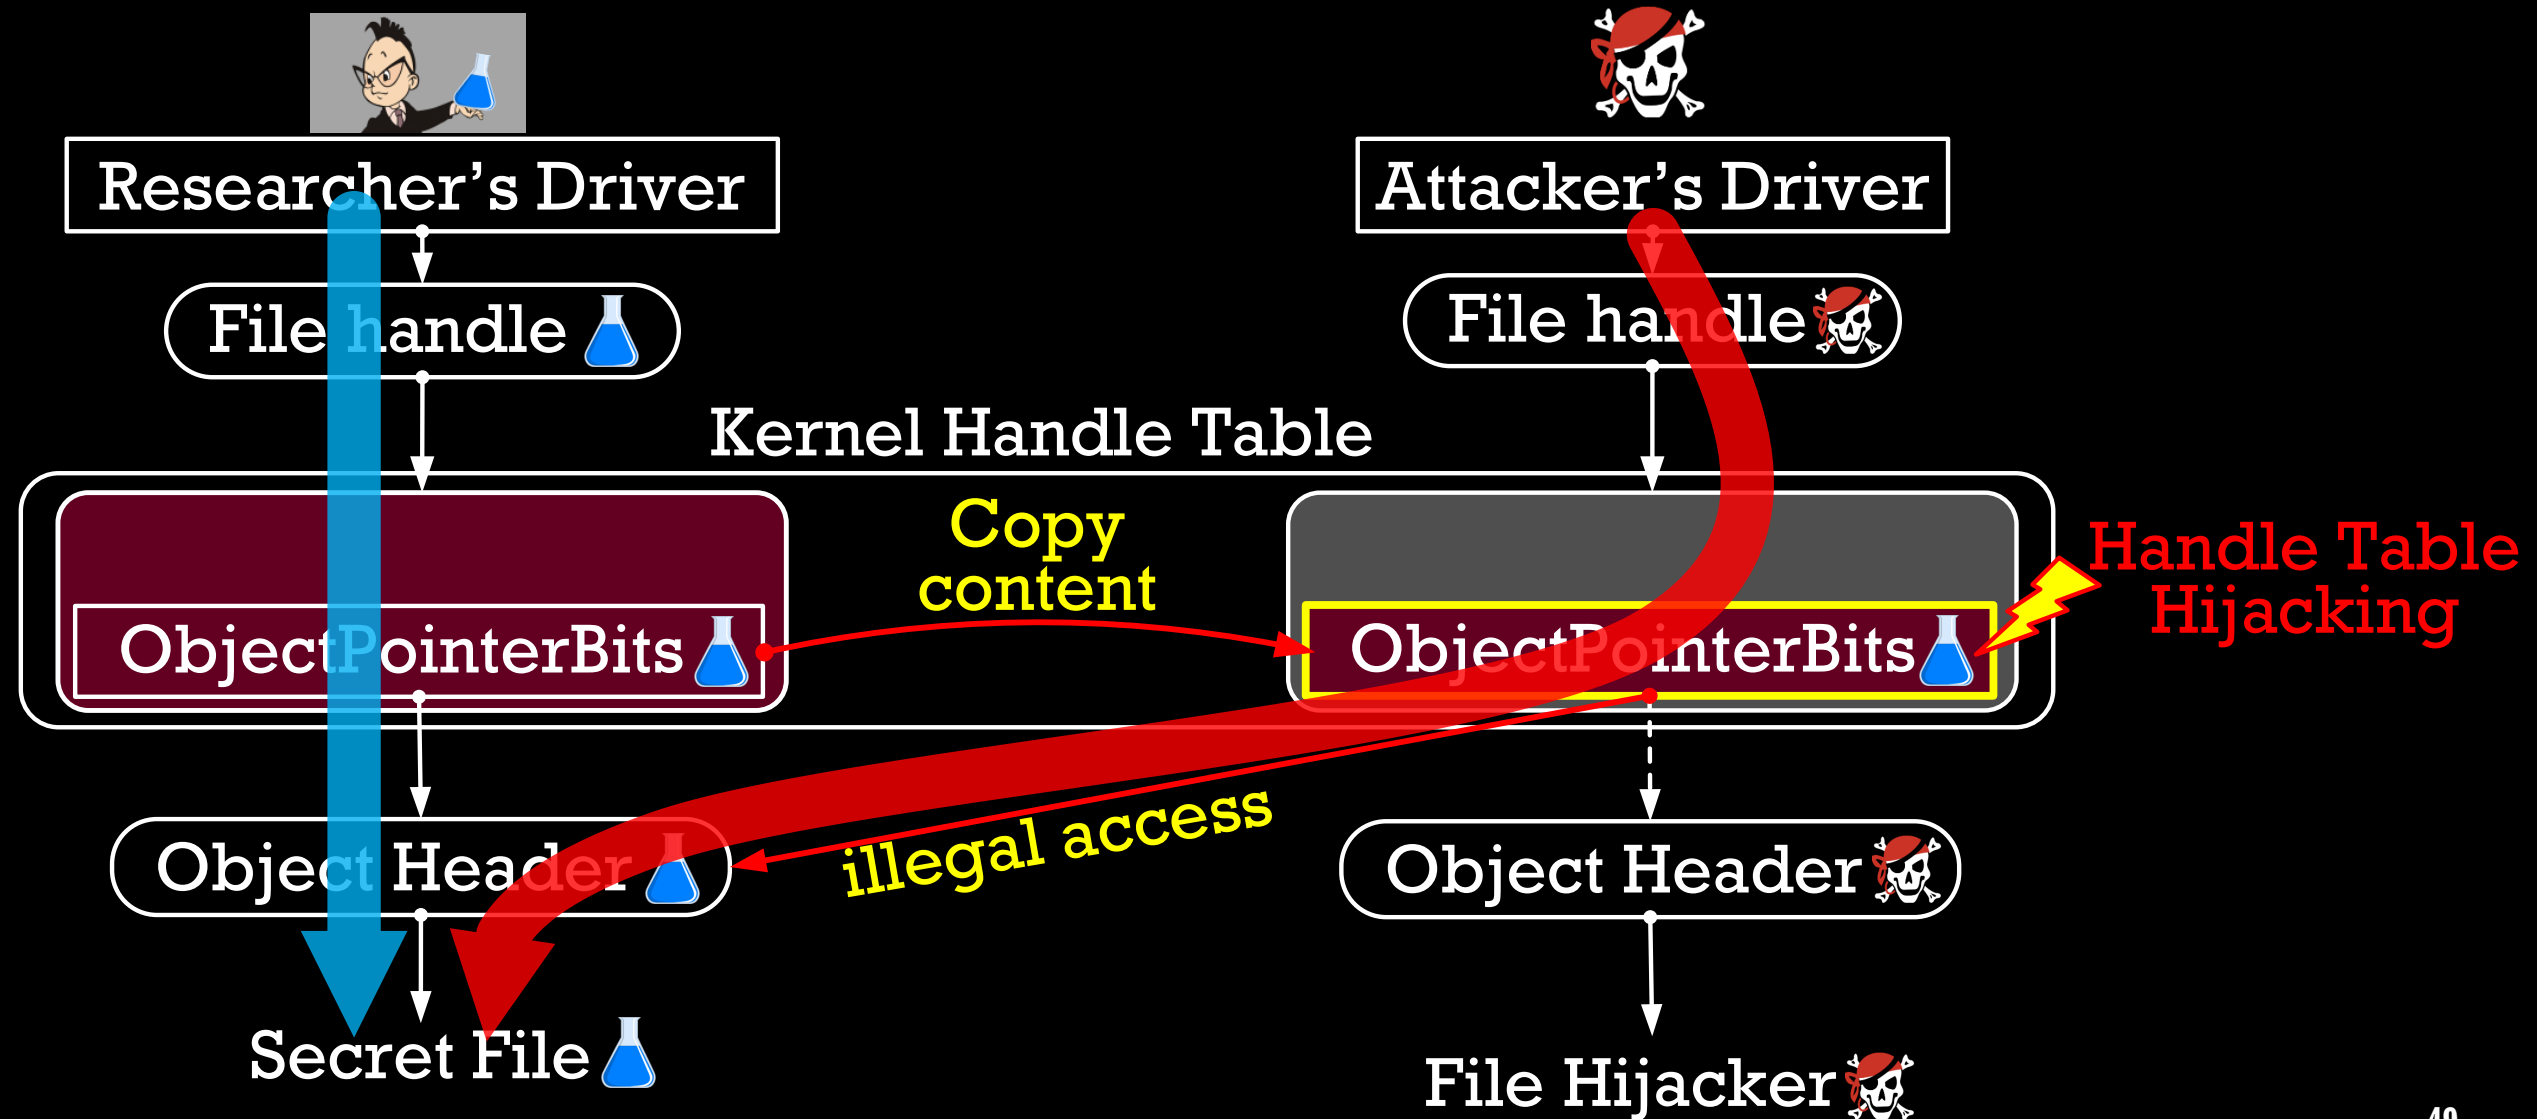 Researcher’s Driver
Attacker’s Driver
File handle
File handle
Kernel Handle Table
Copy
content
Handle Table
Hijacking
ObjectPointerBits
ObjectPointerBits
illegal access
Object Header
Object Header
Secret File
File Hijacker